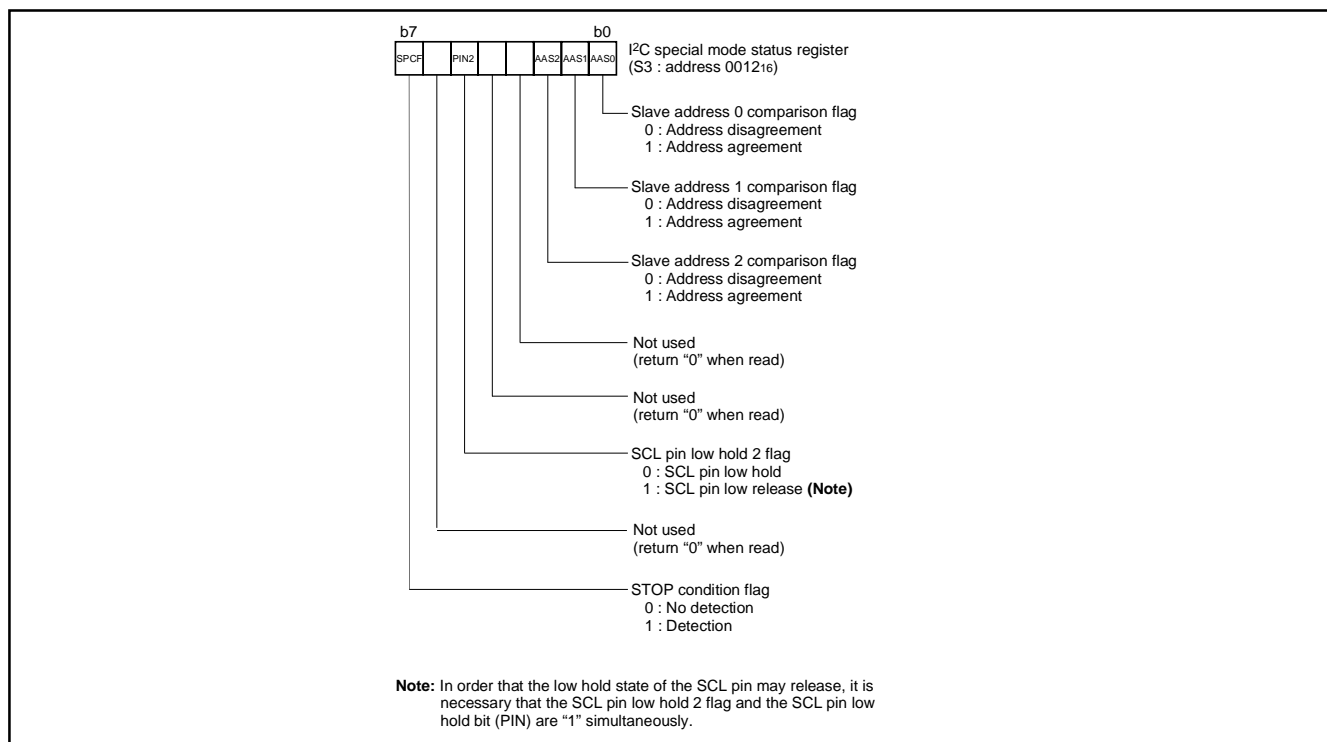 b7 b0
SPCF PIN2 AAS2 AAS1 AAS0
I2C special mode status register
(S3 : address 001216)
Slave address 0 comparison flag
0 : Address disagreement
1 : Address agreement
Slave address 1 comparison flag
0 : Address disagreement
1 : Address agreement
Slave address 2 comparison flag
0 : Address disagreement
1 : Address agreement
Not used
(return “0” when read)
Not used
(return “0” when read)
SCL pin low hold 2 flag
0 : SCL pin low hold
1 : SCL pin low release (Note)
Not used
(return “0” when read)
STOP condition flag
0 : No detection
1 : Detection
Note: In order that the low hold state of the SCL pin may release, it is
necessary that the SCL pin low hold 2 flag and the SCL pin low
hold bit (PIN) are “1” simultaneously.